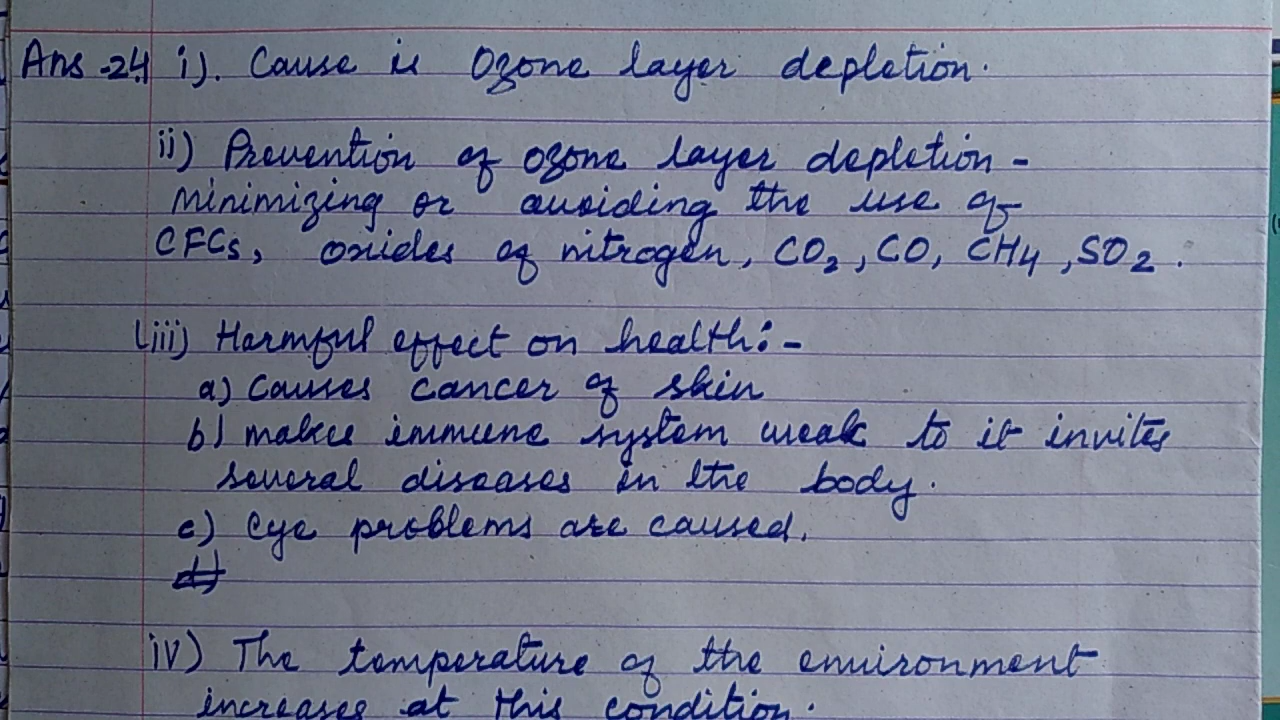 Ans-24 i). Cause is Ozone layer depletion.
ii) Prevention of ozone layer depletion -
Minimizing or avoiding the use of
CFCs, oxides of nitrogen, CO₂, CO, CH4, SO₂.
(iii) Harmful effect on health:-
a) Causes cancer of skin
b) makes immune system weak to it invites
several diseases in the body.
c) Eye problems are caused.
d)
iv) The temperature of the environment
increases at this condition.